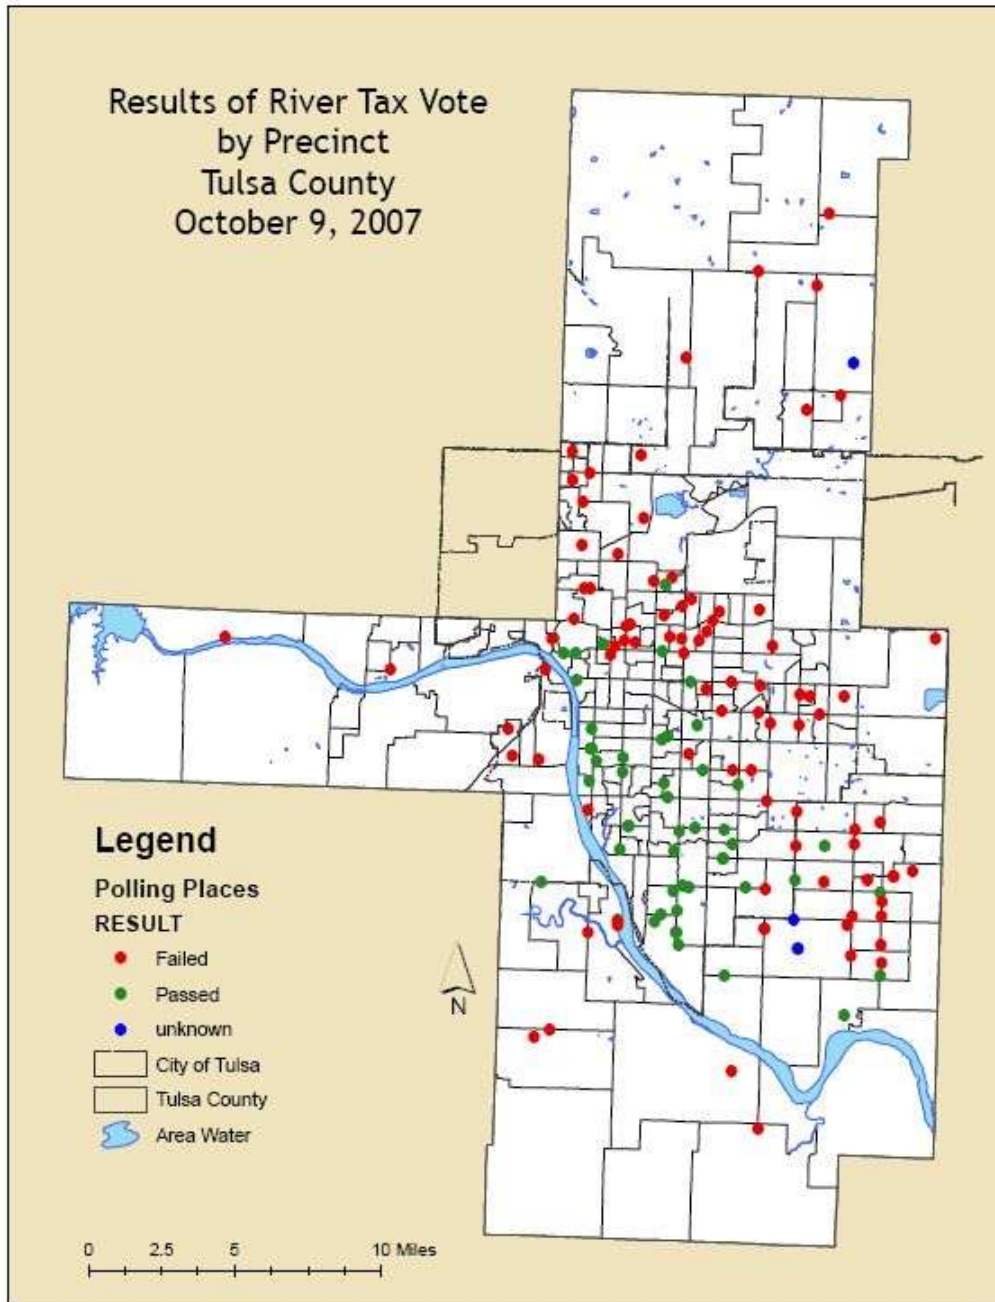 Results of River Tax Vote
by Precinct
Tulsa County
October 9, 2007
Legend
Polling Places
RESULT
Failed
Passed
unknown
City of Tulsa
Tulsa County
Area Water
N
0 2.5 5 10 Miles